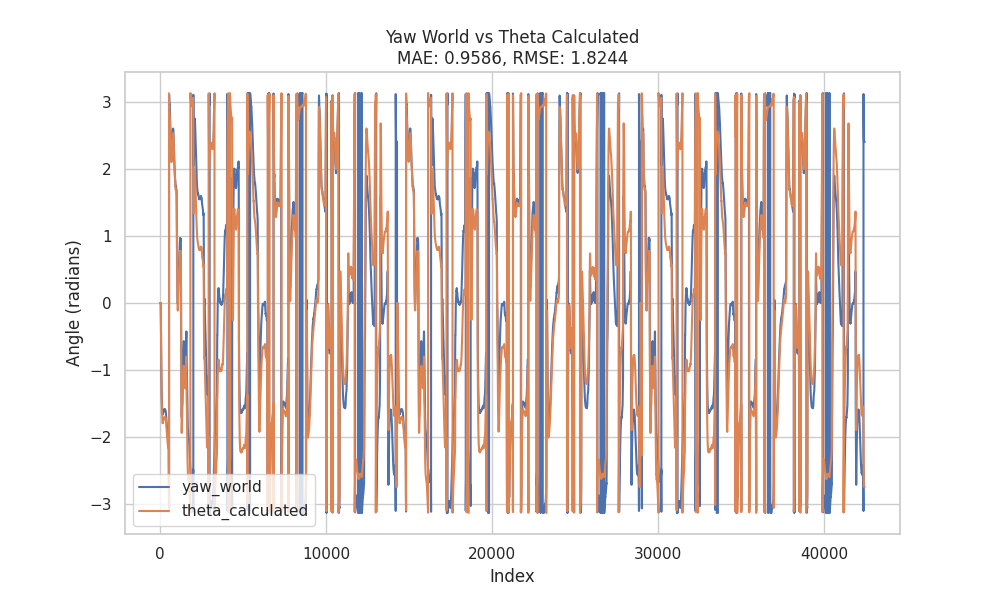 Yaw World vs Theta Calculated
MAE: 0.9586, RMSE: 1.8244
3
2
1
0
−1
−2
−3
Angle (radians)
yaw_world
theta_calculated
0
10000
20000
30000
40000
Index